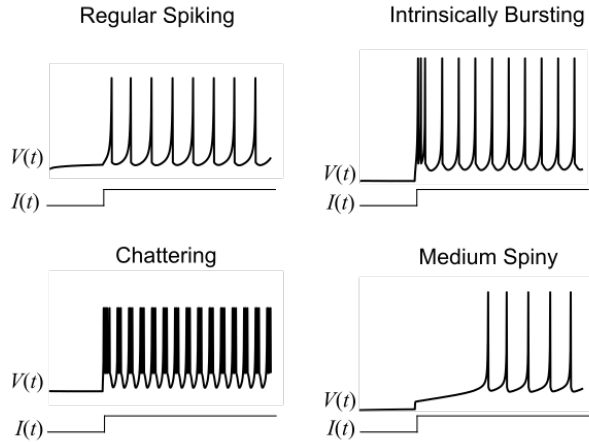 Regular Spiking
Intrinsically Bursting
V(t)
I(t)
V(t)
I(t)
Chattering
Medium Spiny
V(t)
I(t)
V(t)
I(t)